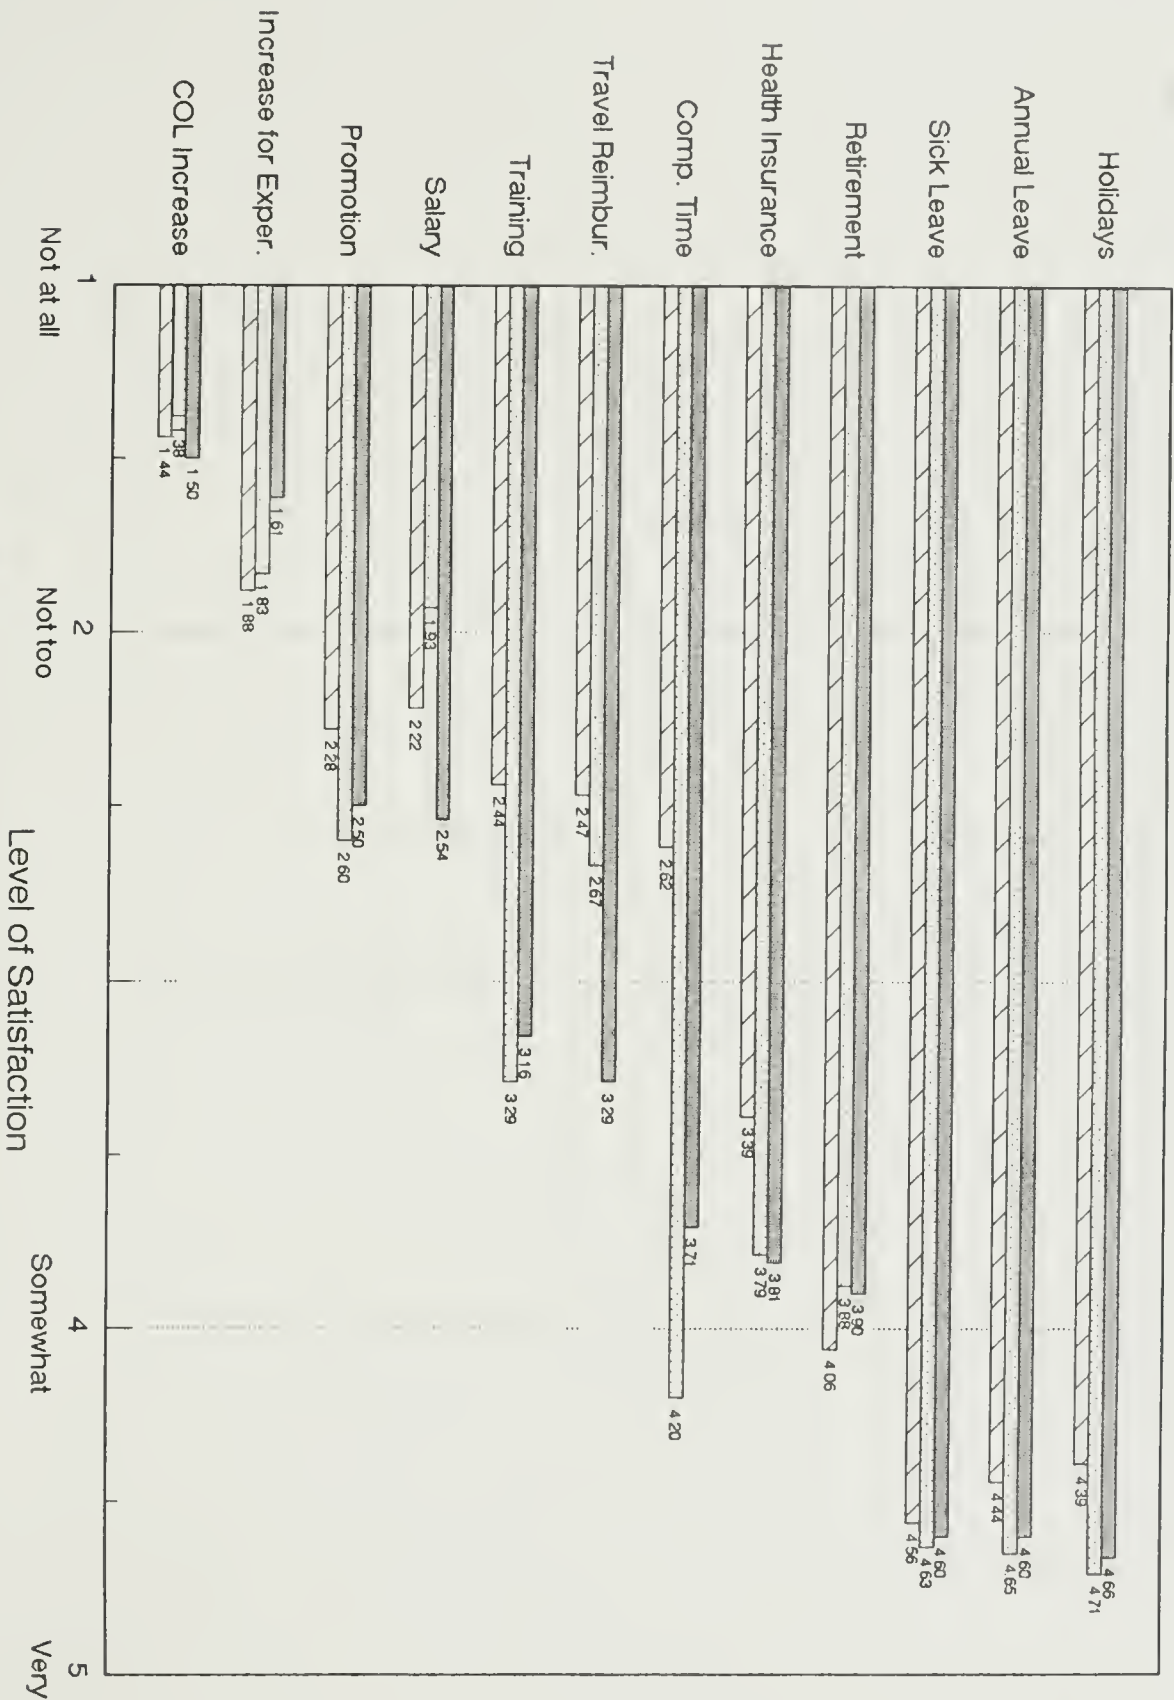 Holidays
4.66
4.71
4.39
Annual Leave
4.60
4.65
4.44
Sick Leave
4.60
4.63
4.56
Retirement
3.90
3.88
4.06
Health Insurance
3.81
3.79
3.39
Comp. Time
3.71
4.20
2.62
Travel Reimbur.
3.29
2.67
2.47
Training
3.16
3.29
2.44
Salary
2.54
1.93
2.22
Promotion
2.50
2.60
2.28
Increase for Exper.
1.61
1.83
1.88
COL Increase
1.50
1.38
1.44
1 2 4 5
Not at all Not too Somewhat Very
Level of Satisfaction